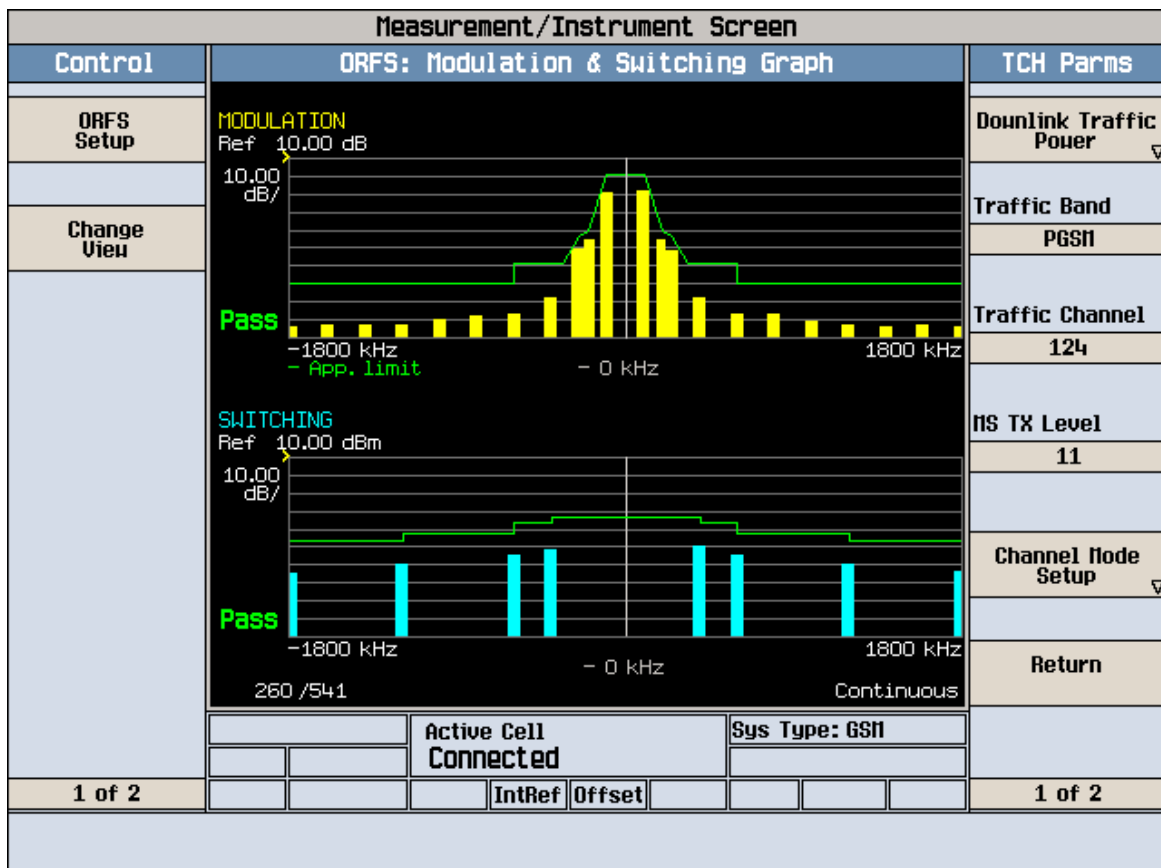 Measurement/Instrument Screen
Control
ORFS: Modulation & Switching Graph
TCH Parms
ORFS
Setup
Change
View
1 of 2
MODULATION
Ref 10.00 dB
10.00
dB/
Pass
-1800 kHz
1800 kHz
- App. limit
- 0 kHz
SWITCHING
Ref 10.00 dBm
10.00
dB/
Pass
-1800 kHz
1800 kHz
- 0 kHz
260 /541
Continuous
Active Cell
Connected
Sys Type: GSM
IntRef
Offset
Downlink Traffic
Power
Traffic Band
PGSM
Traffic Channel
124
MS TX Level
11
Channel Mode
Setup
Return
1 of 2